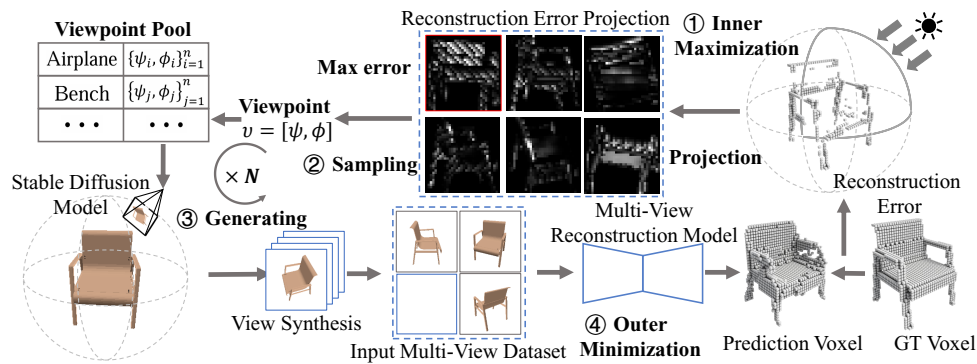 Viewpoint Pool
Airplane {ψᵢ, ϕᵢ}ⁿᵢ₌₁
Bench {ψⱼ, ϕⱼ}ⁿⱼ₌₁
• • • • • •
Reconstruction Error Projection
Max error
Viewpoint
υ = [ψ, ϕ]
② Sampling
× N
① Inner
Maximization
Projection
Stable Diffusion
Model
③ Generating
View Synthesis
Input Multi-View Dataset
Multi-View
Reconstruction Model
④ Outer
Minimization
Reconstruction
Error
Prediction Voxel
GT Voxel